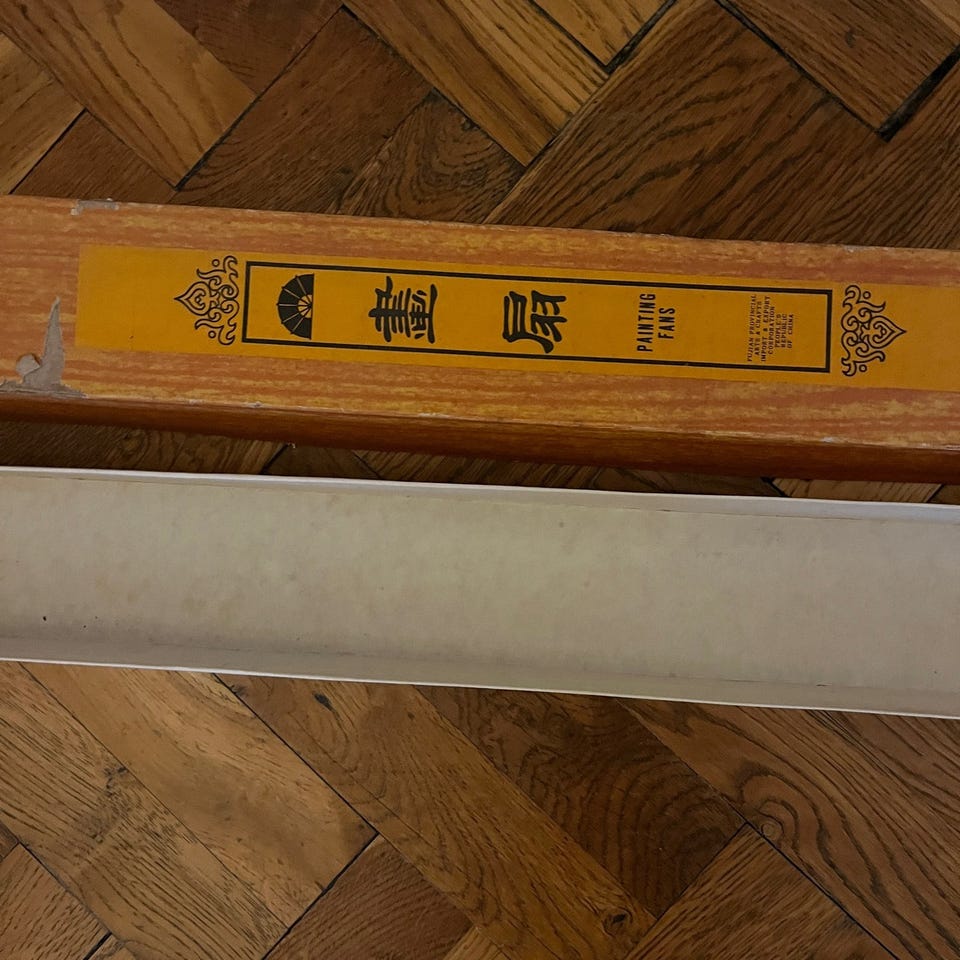 畫扇
PAINTING
FANS
FUJIAN PROVINCIAL
ARTS & CRAFTS
IMPORT & EXPORT
CORPORATION
PEOPLE'S
REPUBLIC
OF CHINA